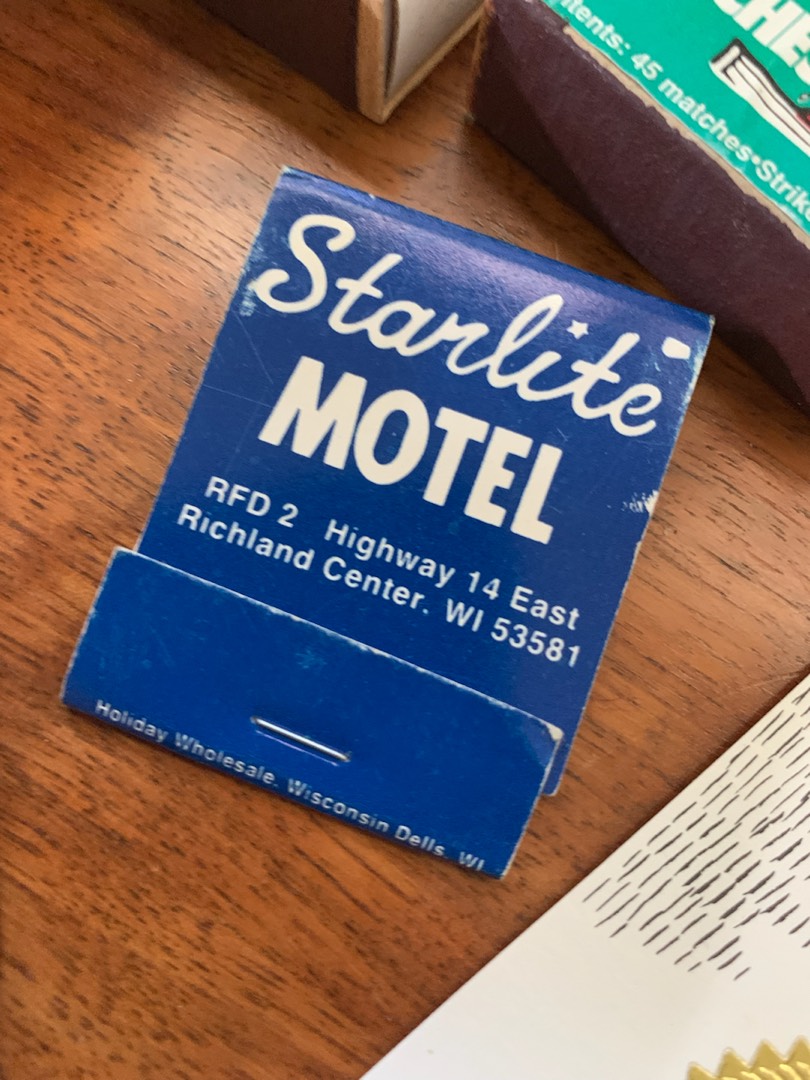 CHES
ntents: 45 matches•Strik
Starlite
MOTEL
RFD 2 Highway 14 East
Richland Center. WI 53581
Holiday Wholesale. Wisconsin Dells. WI